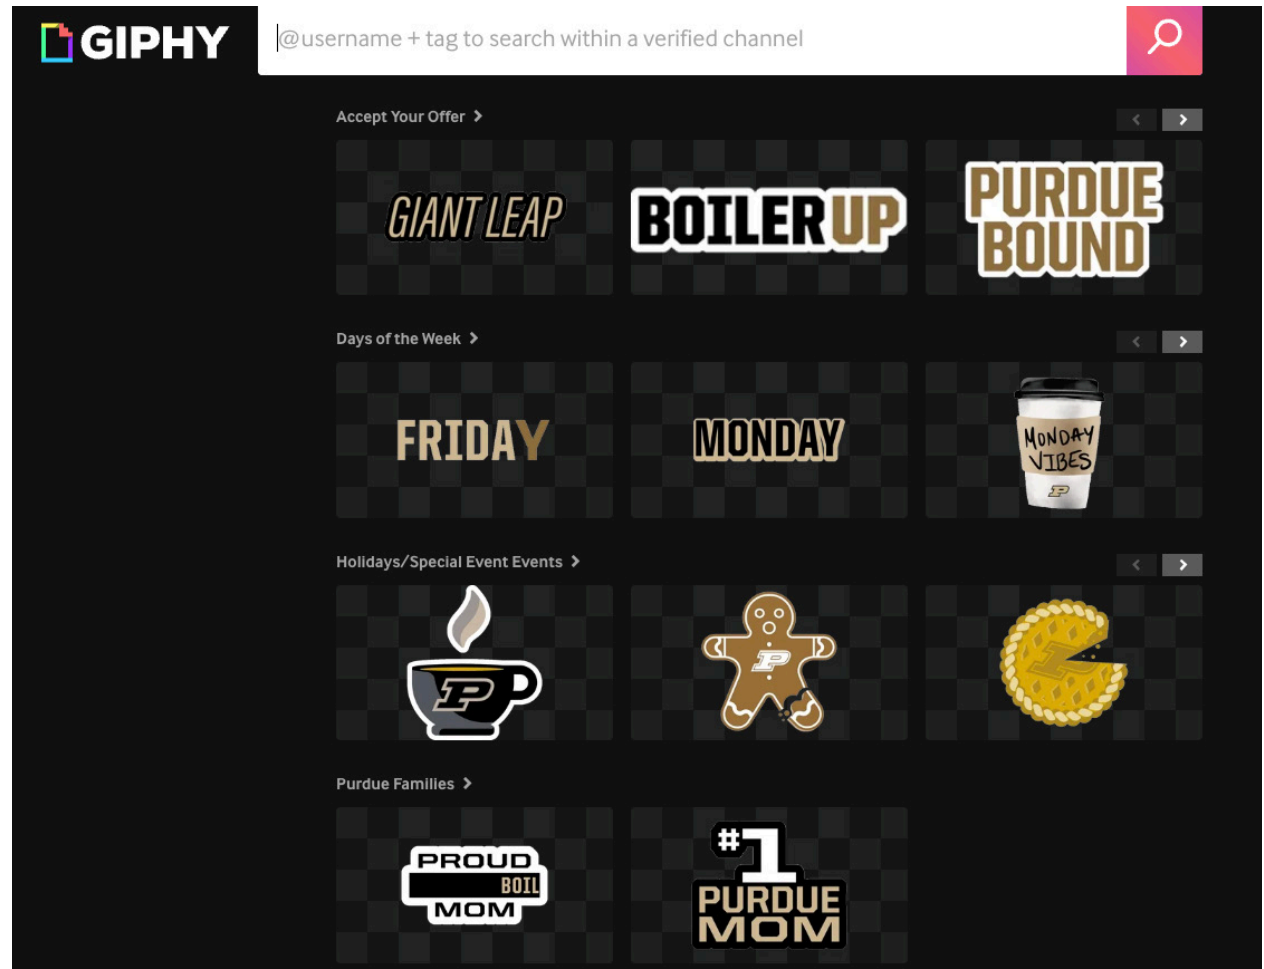 GIPHY
@username + tag to search within a verified channel
Accept Your Offer
GIANT LEAP
BOILER UP
PURDUE
BOUND
Days of the Week
FRIDAY
MONDAY
MONDAY
VIBES
P
Holidays/Special Event Events
P
P
P
Purdue Families
PROUD
BOIL
MOM
#1
PURDUE
MOM